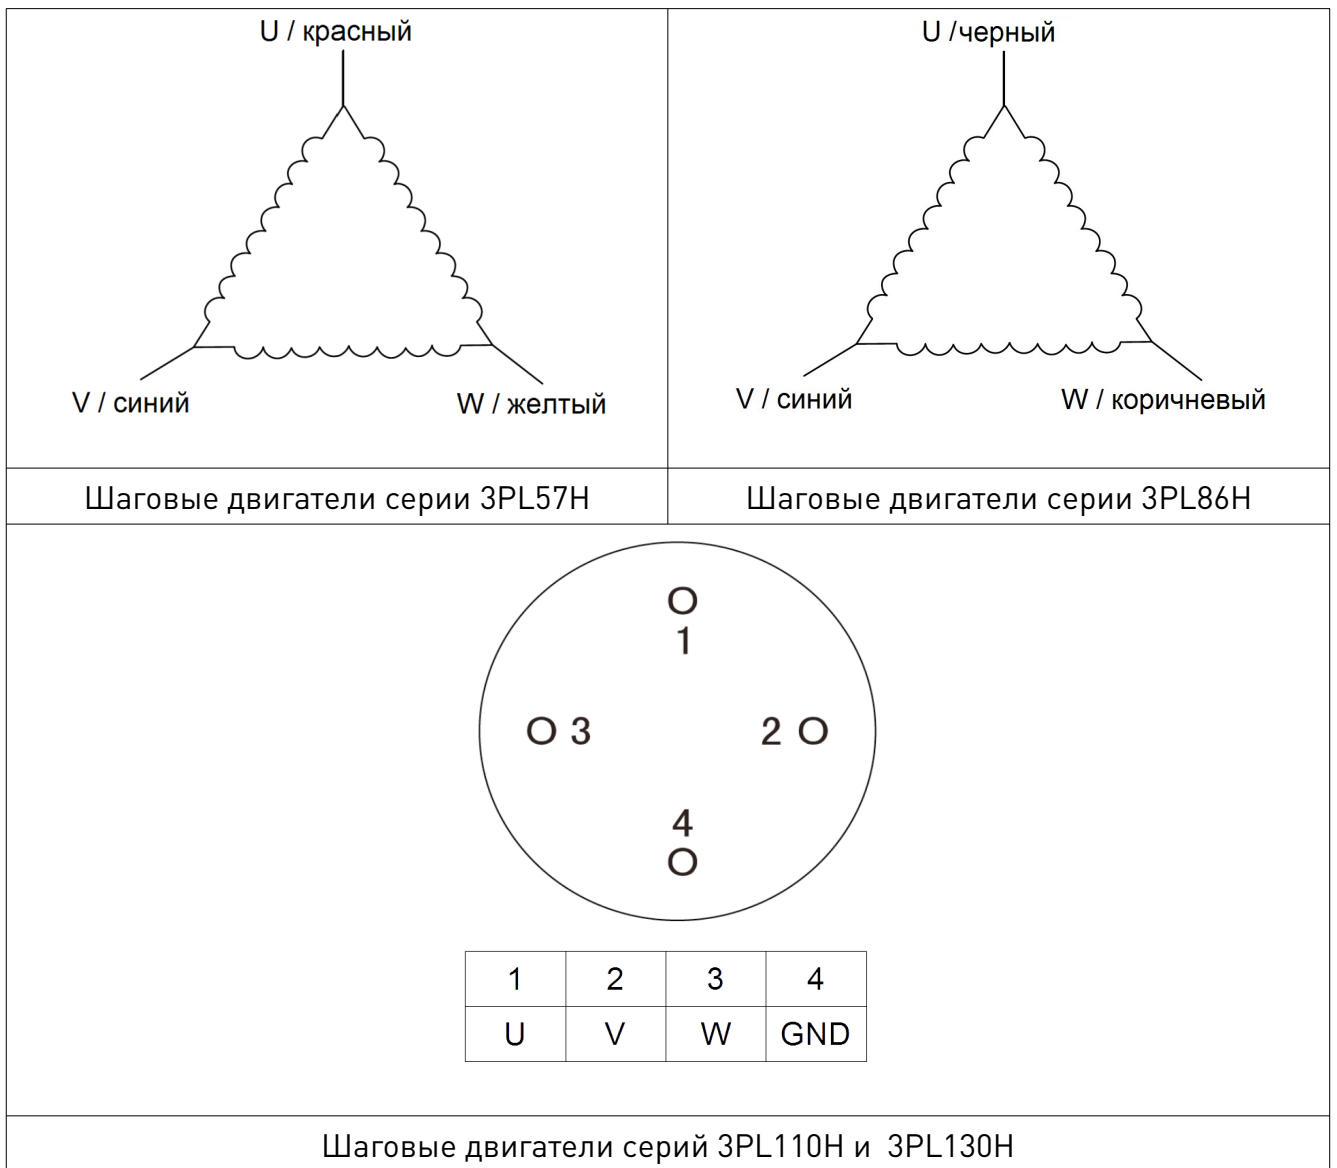 U / красный
V / синий
W / желтый
U /черный
V / синий
W / коричневый
Шаговые двигатели серии 3PL57H
Шаговые двигатели серии 3PL86H
1
3
2
4
1 2 3 4
U V W GND
Шаговые двигатели серий 3PL110H и 3PL130H